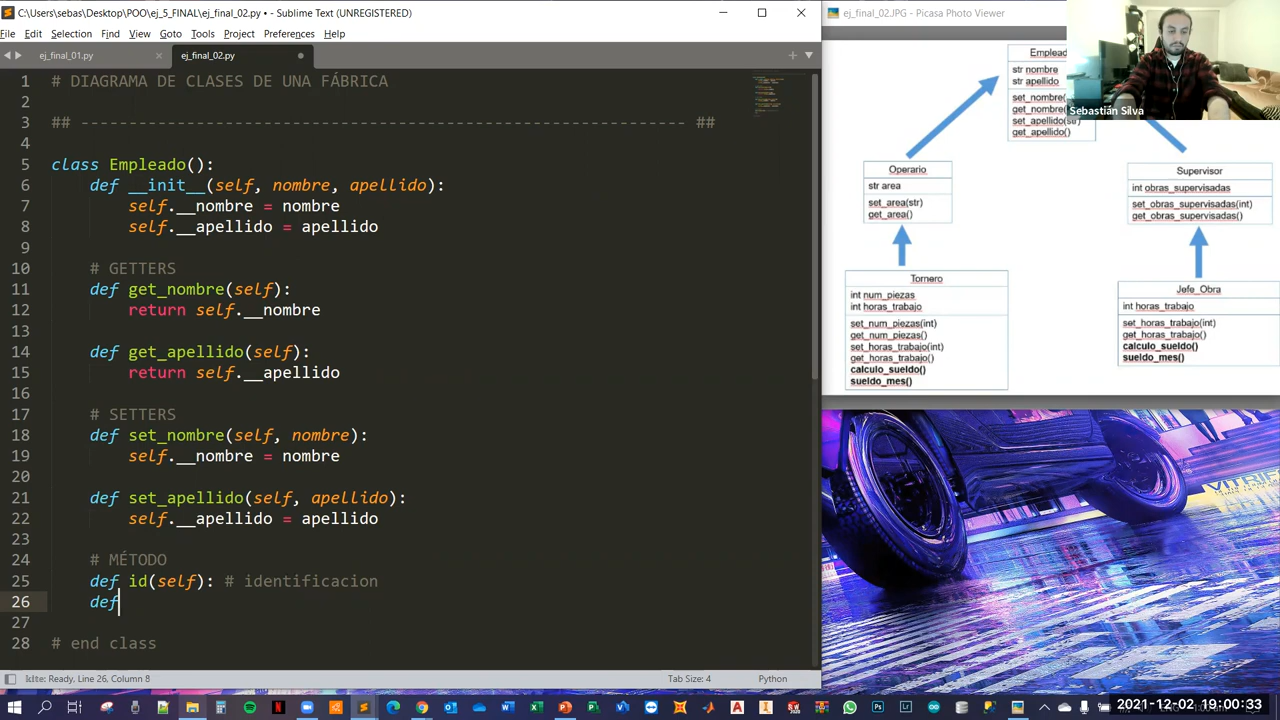 C:\Users\sebas\Desktop\POO\ej_5_FINAL\ej_final_02.py • - Sublime Text (UNREGISTERED)
File Edit Selection Find View Goto Tools Project Preferences Help
ej_final_01.py ej_final_02.py
1 # DIAGRAMA DE CLASES DE UNA FÁBRICA
2
3 ## --------------------------------------------------------------- ##
4
5 class Empleado():
6 def __init__(self, nombre, apellido):
7 self.__nombre = nombre
8 self.__apellido = apellido
9
10 # GETTERS
11 def get_nombre(self):
12 return self.__nombre
13
14 def get_apellido(self):
15 return self.__apellido
16
17 # SETTERS
18 def set_nombre(self, nombre):
19 self.__nombre = nombre
20
21 def set_apellido(self, apellido):
22 self.__apellido = apellido
23
24 # MÉTODO
25 def id(self): # identificacion
26 def
27
28 # end class
Line 26, Column 8 Tab Size: 4 Python
ej_final_02.JPG - Picasa Photo Viewer
Sebastián Silva
Empleado
str nombre
str apellido
set_nombre(
get_nombre(
set_apellido(str)
get_apellido()
Operario
str area
set_area(str)
get_area()
Supervisor
int obras_supervisadas
set_obras_supervisadas(int)
get_obras_supervisadas()
Tornero
int num_piezas
int horas_trabajo
set_num_piezas(int)
get_num_piezas()
set_horas_trabajo(int)
get_horas_trabajo()
calculo_sueldo()
sueldo_mes()
Jefe_Obra
int horas_trabajo
set_horas_trabajo(int)
get_horas_trabajo()
calculo_sueldo()
sueldo_mes()
2021-12-02 19:00:33